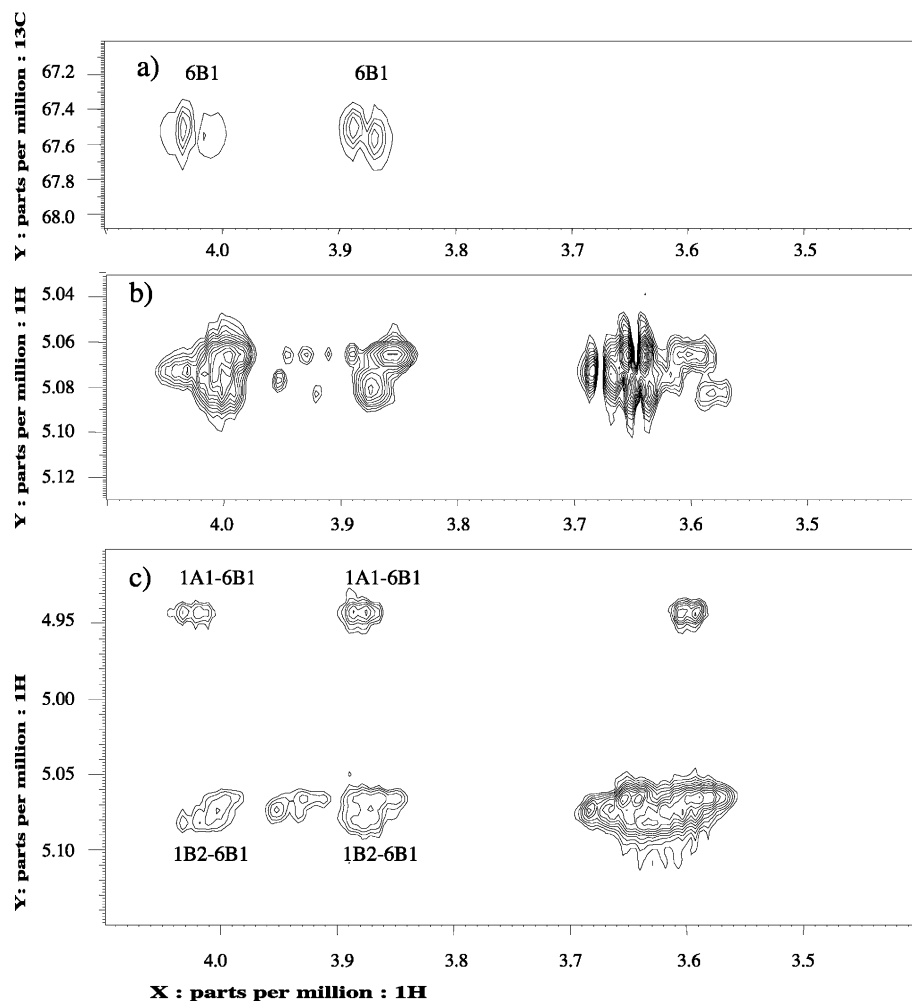 Y : parts per million : 13C
a)
6B1
6B1
67.2
67.4
67.6
67.8
68.0
4.0
3.9
3.8
3.7
3.6
3.5
Y : parts per million : 1H
b)
5.04
5.06
5.08
5.10
5.12
4.0
3.9
3.8
3.7
3.6
3.5
Y : parts per million : 1H
c)
1A1-6B1
1A1-6B1
4.95
5.00
5.05
5.10
1B2-6B1
1B2-6B1
4.0
3.9
3.8
3.7
3.6
3.5
X : parts per million : 1H